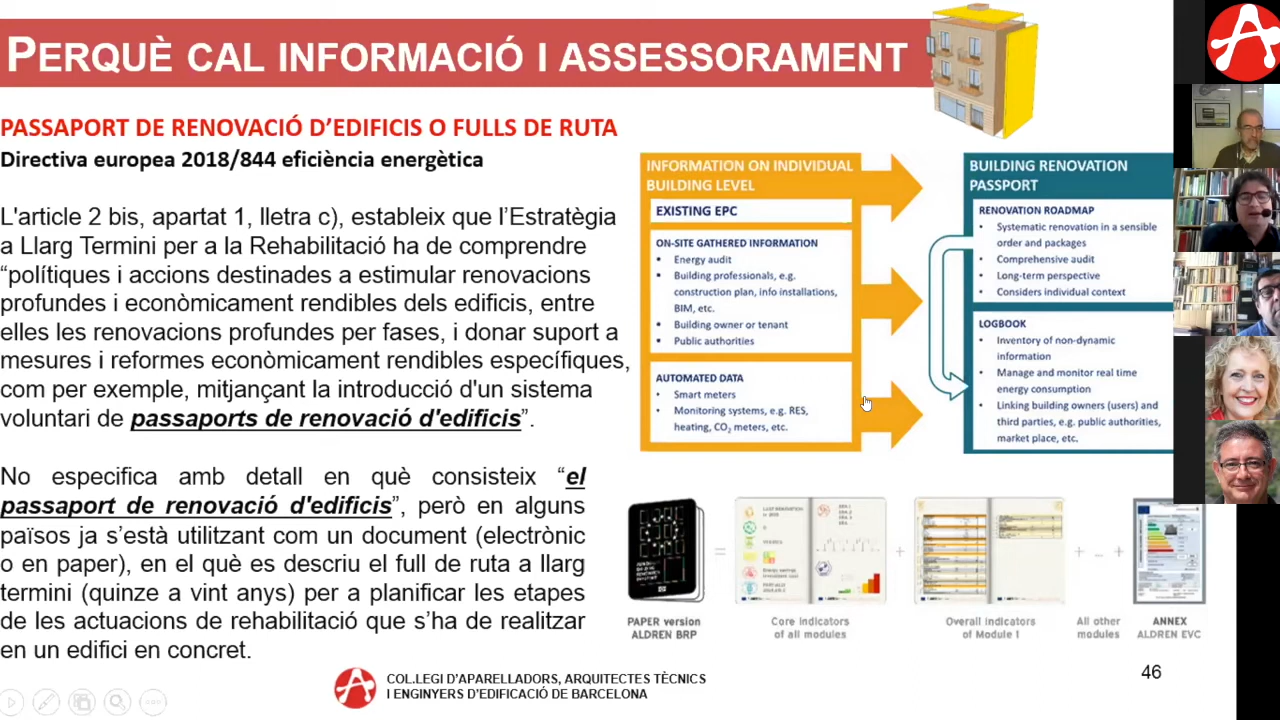 PERQUÈ CAL INFORMACIÓ I ASSESSORAMENT
PASSAPORT DE RENOVACIÓ D'EDIFICIS O FULLS DE RUTA
Directiva europea 2018/844 eficiència energètica
L'article 2 bis, apartat 1, lletra c), estableix que l'Estratègia
a Llarg Termini per a la Rehabilitació ha de comprendre
“polítiques i accions destinades a estimular renovacions
profundes i econòmicament rendibles dels edificis, entre
elles les renovacions profundes per fases, i donar suport a
mesures i reformes econòmicament rendibles específiques,
com per exemple, mitjançant la introducció d'un sistema
voluntari de passaports de renovació d'edificis”.
No especifica amb detall en què consisteix “el
passaport de renovació d'edificis”, però en alguns
països ja s'està utilitzant com un document (electrònic
o en paper), en el què es descriu el full de ruta a llarg
termini (quinze a vint anys) per a planificar les etapes
de les actuacions de rehabilitació que s'ha de realitzar
en un edifici en concret.
INFORMATION ON INDIVIDUAL
BUILDING LEVEL
EXISTING EPC
ON-SITE GATHERED INFORMATION
Energy audit
Building professionals, e.g.
construction plan, info installations,
BIM, etc.
Building owner or tenant
Public authorities
AUTOMATED DATA
Smart meters
Monitoring systems, e.g. RES,
heating, CO2 meters, etc.
BUILDING RENOVATION
PASSPORT
RENOVATION ROADMAP
Systematic renovation in a sensible
order and packages
Comprehensive audit
Long-term perspective
Considers individual context
LOGBOOK
Inventory of non-dynamic
information
Manage and monitor real time
energy consumption
Linking building owners (users) and
third parties, e.g. public authorities,
market place, etc.
PAPER version
ALDREN BRP
Core indicators
of all modules
Overall indicators
of Module I
All other
modules
ANNEX
ALDREN EVC
COL.LEGI D'APARELLADORS, ARQUITECTES TÈCNICS
I ENGINYERS D'EDIFICACIÓ DE BARCELONA
46